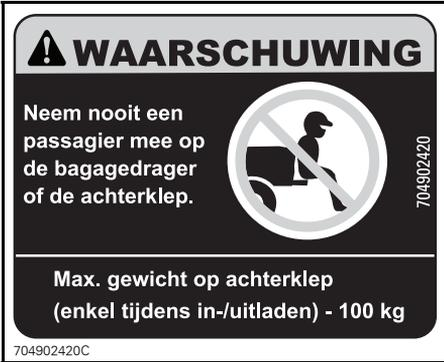 WAARSCHUWING
Neem nooit een
passagier mee op
de bagagedrager
of de achterklep.
704902420
Max. gewicht op achterklep
(enkel tijdens in-/uitladen) - 100 kg
704902420C